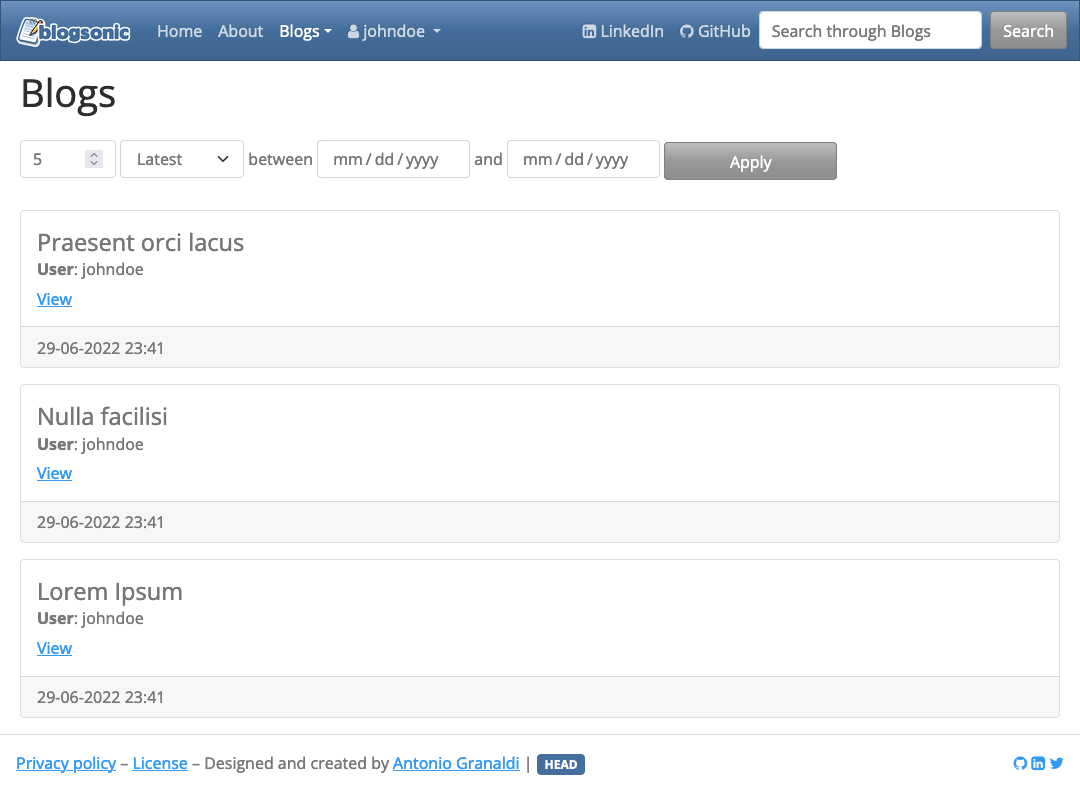 blogsonic Home About Blogs johndoe LinkedIn GitHub Search through Blogs Search
Blogs
5 Latest between mm/dd/yyyy and mm/dd/yyyy Apply
Praesent orci lacus
User: johndoe
View
29-06-2022 23:41
Nulla facilisi
User: johndoe
View
29-06-2022 23:41
Lorem Ipsum
User: johndoe
View
29-06-2022 23:41
Privacy policy – License – Designed and created by Antonio Granaldi | HEAD